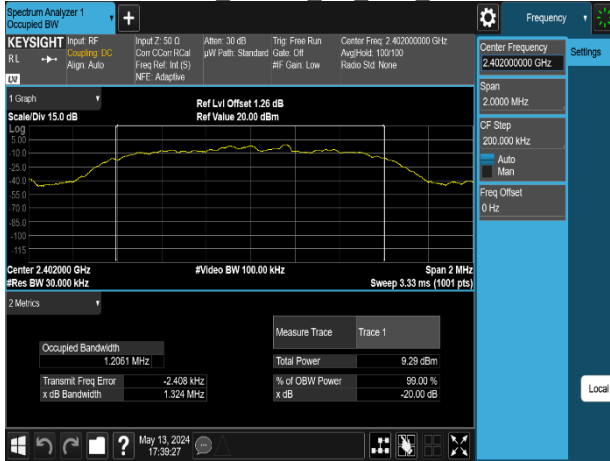 Spectrum Analyzer 1
Occupied BW
Frequency
KEYSIGHT
RL
Input: RF
Coupling: DC
Align: Auto
Input Z: 50 Ω
Corr CCorr RCal
Freq Ref: Int (S)
NFE: Adaptive
Atten: 30 dB
µW Path: Standard
Trig: Free Run
Gate: Off
#IF Gain: Low
Center Freq: 2.402000000 GHz
Avg|Hold: 100/100
Radio Std: None
Center Frequency
2.402000000 GHz
Settings
Span
2.0000 MHz
CF Step
200.000 kHz
Auto
Man
Freq Offset
0 Hz
Local
1 Graph
Scale/Div 15.0 dB
Ref Lvl Offset 1.26 dB
Ref Value 20.00 dBm
Log
5.00
-10.0
-25.0
-40.0
-55.0
-70.0
-85.0
-100
-115
Center 2.402000 GHz
#Video BW 100.00 kHz
Span 2 MHz
#Res BW 30.000 kHz
Sweep 3.33 ms (1001 pts)
2 Metrics
Measure Trace
Trace 1
Occupied Bandwidth
1.2061 MHz
Total Power
9.29 dBm
Transmit Freq Error
-2.408 kHz
% of OBW Power
99.00 %
x dB Bandwidth
1.324 MHz
x dB
-20.00 dB
?
May 13, 2024
17:39:27